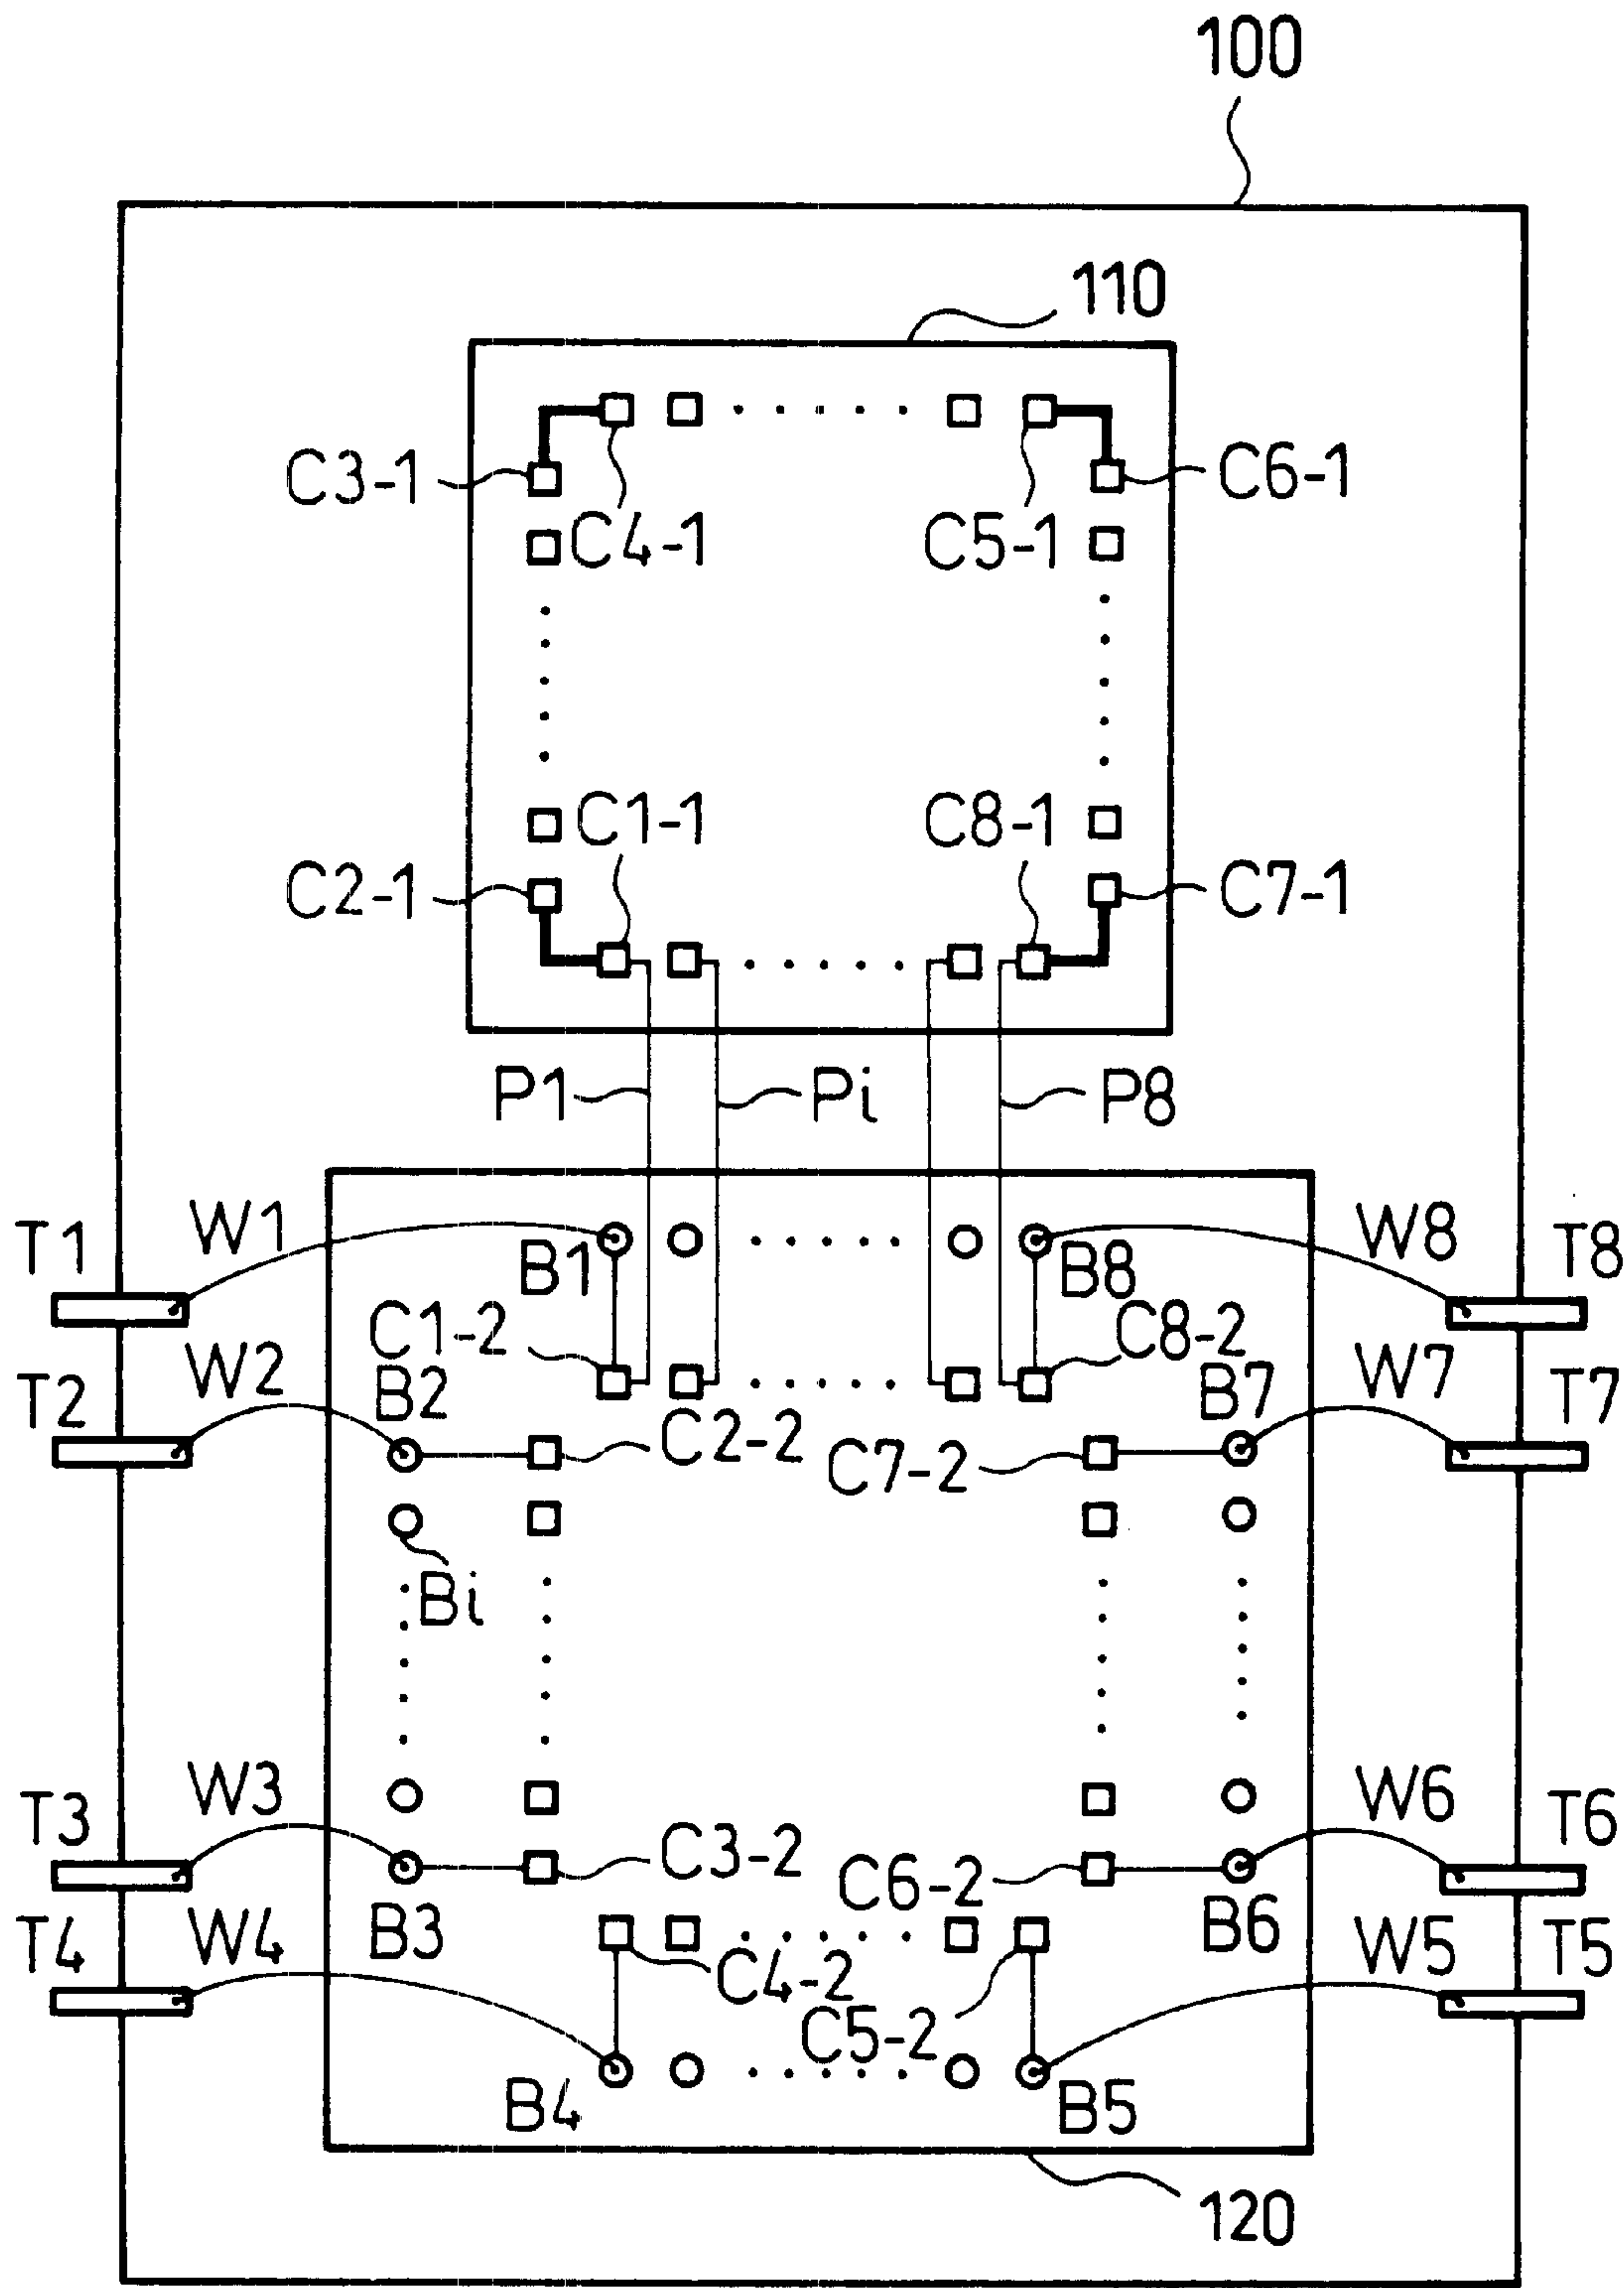 100
110
C3-1
C6-1
C4-1
C5-1
C1-1
C8-1
C2-1
C7-1
P1
Pi
P8
T1
W1
B1
B8
W8
T8
C1-2
C8-2
T2
W2
B2
B7
W7
T7
C2-2
C7-2
Bi
T3
W3
C3-2
C6-2
W6
T6
B3
B6
T4
W4
C4-2
W5
T5
C5-2
B4
B5
120